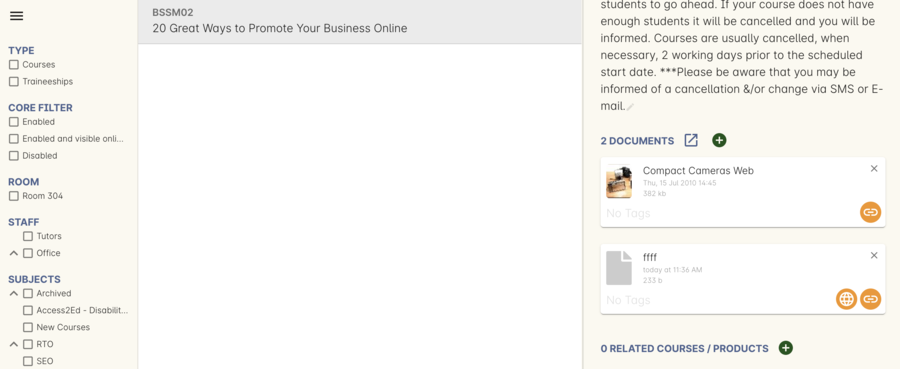 TYPE
Courses
Traineeships
CORE FILTER
Enabled
Enabled and visible onli...
Disabled
ROOM
Room 304
STAFF
Tutors
Office
SUBJECTS
Archived
Access2Ed - Disabilit...
New Courses
RTO
SEO
BSSM02
20 Great Ways to Promote Your Business Online
students to go ahead. If your course does not have
enough students it will be cancelled and you will be
informed. Courses are usually cancelled, when
necessary, 2 working days prior to the scheduled
start date. ***Please be aware that you may be
informed of a cancellation &/or change via SMS or E-
mail.
2 DOCUMENTS
Compact Cameras Web
Thu, 15 Jul 2010 14:45
382 kb
No Tags
ffff
today at 11:36 AM
233 b
No Tags
0 RELATED COURSES / PRODUCTS